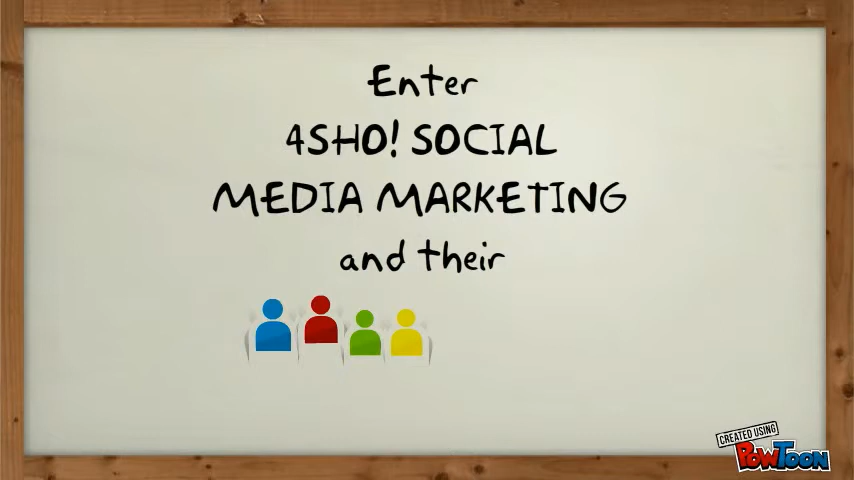 Enter
4SHO! SOCIAL
MEDIA MARKETING
and their
CREATED USING
POWTOON